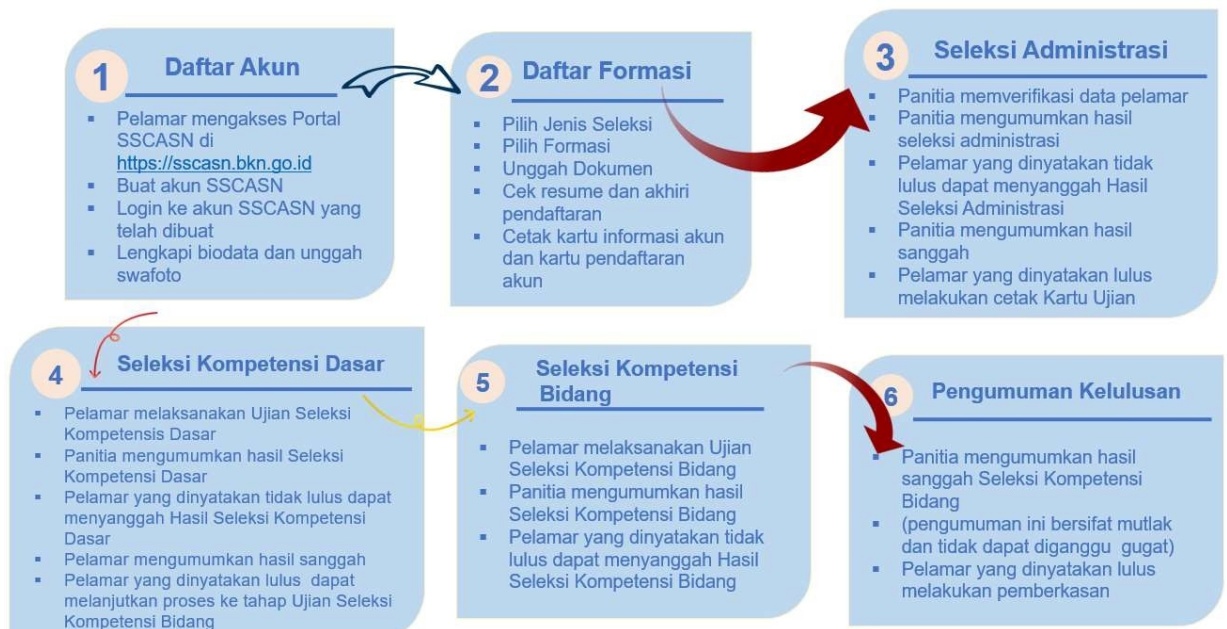 1
Daftar Akun
▪ Pelamar mengakses Portal
SSCASN di
https://sscasn.bkn.go.id
▪ Buat akun SSCASN
▪ Login ke akun SSCASN yang
telah dibuat
▪ Lengkapi biodata dan unggah
swafoto
2
Daftar Formasi
▪ Pilih Jenis Seleksi
▪ Pilih Formasi
▪ Unggah Dokumen
▪ Cek resume dan akhiri
pendaftaran
▪ Cetak kartu informasi akun
dan kartu pendaftaran
akun
3
Seleksi Administrasi
▪ Panitia memverifikasi data pelamar
▪ Panitia mengumumkan hasil
seleksi administrasi
▪ Pelamar yang dinyatakan tidak
lulus dapat menyanggah Hasil
Seleksi Administrasi
▪ Panitia mengumumkan hasil
sanggah
▪ Pelamar yang dinyatakan lulus
melakukan cetak Kartu Ujian
4
Seleksi Kompetensi Dasar
▪ Pelamar melaksanakan Ujian Seleksi
Kompetensis Dasar
▪ Panitia mengumumkan hasil Seleksi
Kompetensi Dasar
▪ Pelamar yang dinyatakan tidak lulus dapat
menyanggah Hasil Seleksi Kompetensi
Dasar
▪ Pelamar mengumumkan hasil sanggah
▪ Pelamar yang dinyatakan lulus dapat
melanjutkan proses ke tahap Ujian Seleksi
Kompetensi Bidang
5
Seleksi Kompetensi
Bidang
▪ Pelamar melaksanakan Ujian
Seleksi Kompetensi Bidang
▪ Panitia mengumumkan hasil
Seleksi Kompetensi Bidang
▪ Pelamar yang dinyatakan tidak
lulus dapat menyanggah Hasil
Seleksi Kompetensi Bidang
6
Pengumuman Kelulusan
▪ Panitia mengumumkan hasil
sanggah Seleksi Kompetensi
Bidang
▪ (pengumuman ini bersifat mutlak
dan tidak dapat diganggu gugat)
▪ Pelamar yang dinyatakan lulus
melakukan pemberkasan